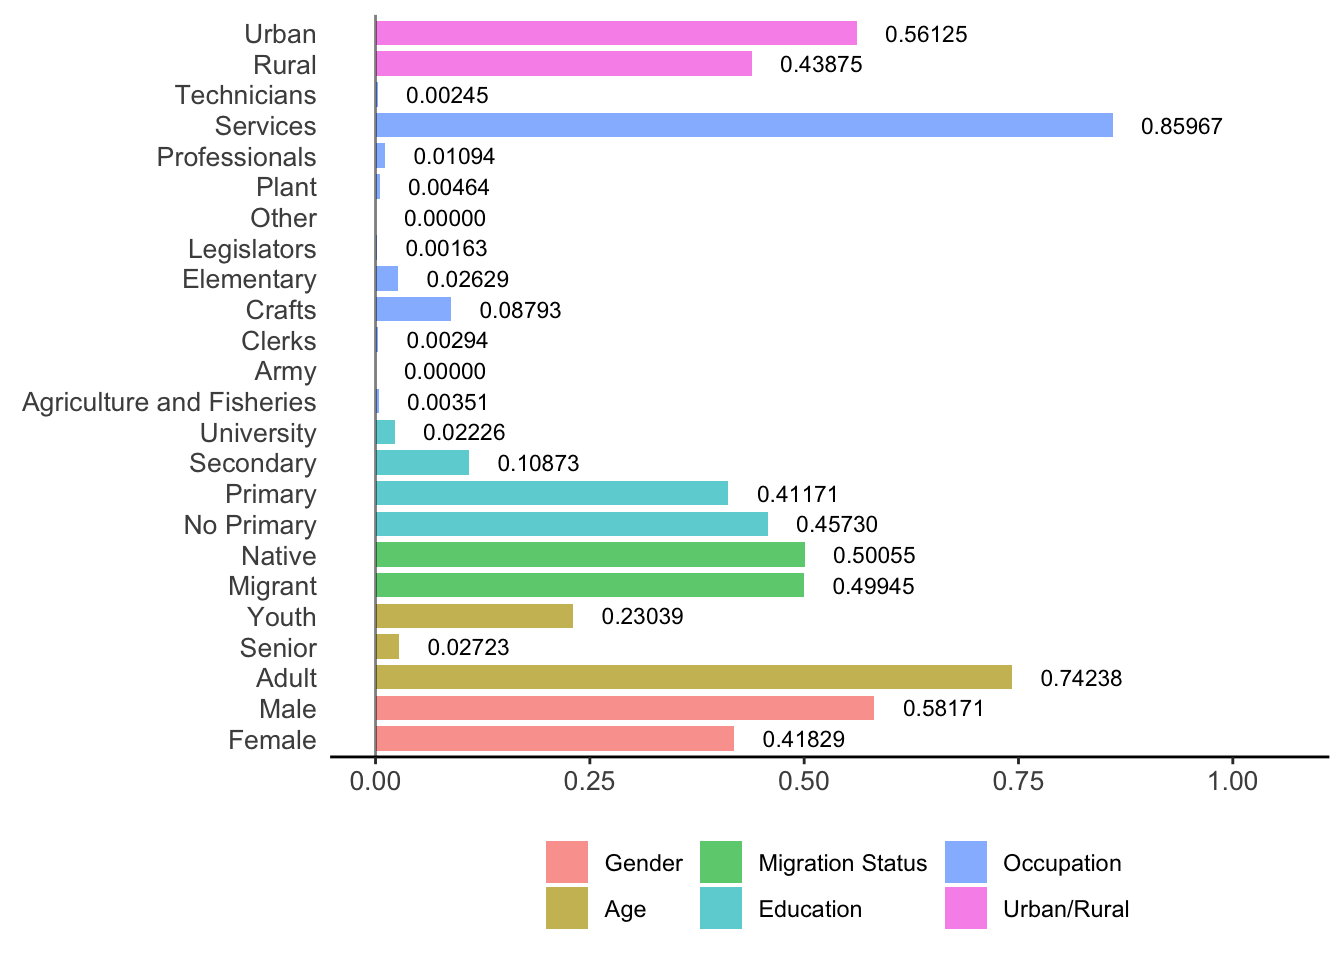 Urban 0.56125
Rural 0.43875
Technicians 0.00245
Services 0.85967
Professionals 0.01094
Plant 0.00464
Other 0.00000
Legislators 0.00163
Elementary 0.02629
Crafts 0.08793
Clerks 0.00294
Army 0.00000
Agriculture and Fisheries 0.00351
University 0.02226
Secondary 0.10873
Primary 0.41171
No Primary 0.45730
Native 0.50055
Migrant 0.49945
Youth 0.23039
Senior 0.02723
Adult 0.74238
Male 0.58171
Female 0.41829
0.00 0.25 0.50 0.75 1.00
Gender Migration Status Occupation
Age Education Urban/Rural